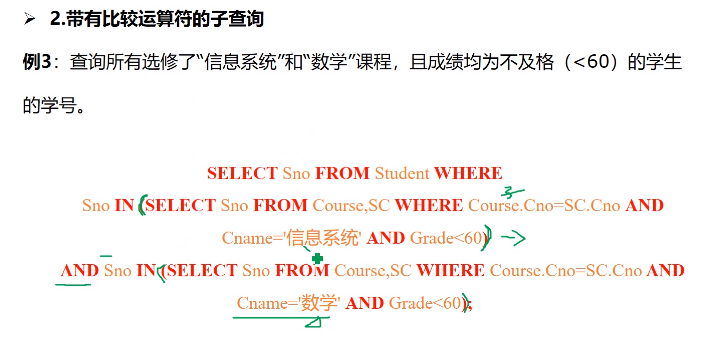 ➢ 2.带有比较运算符的子查询
例3：查询所有选修了“信息系统”和“数学”课程，且成绩均为不及格（<60）的学生
的学号。
SELECT Sno FROM Student WHERE
Sno IN (SELECT Sno FROM Course,SC WHERE Course.Cno=SC.Cno AND
Cname='信息系统' AND Grade<60)
AND Sno IN (SELECT Sno FROM Course,SC WHERE Course.Cno=SC.Cno AND
Cname='数学' AND Grade<60);